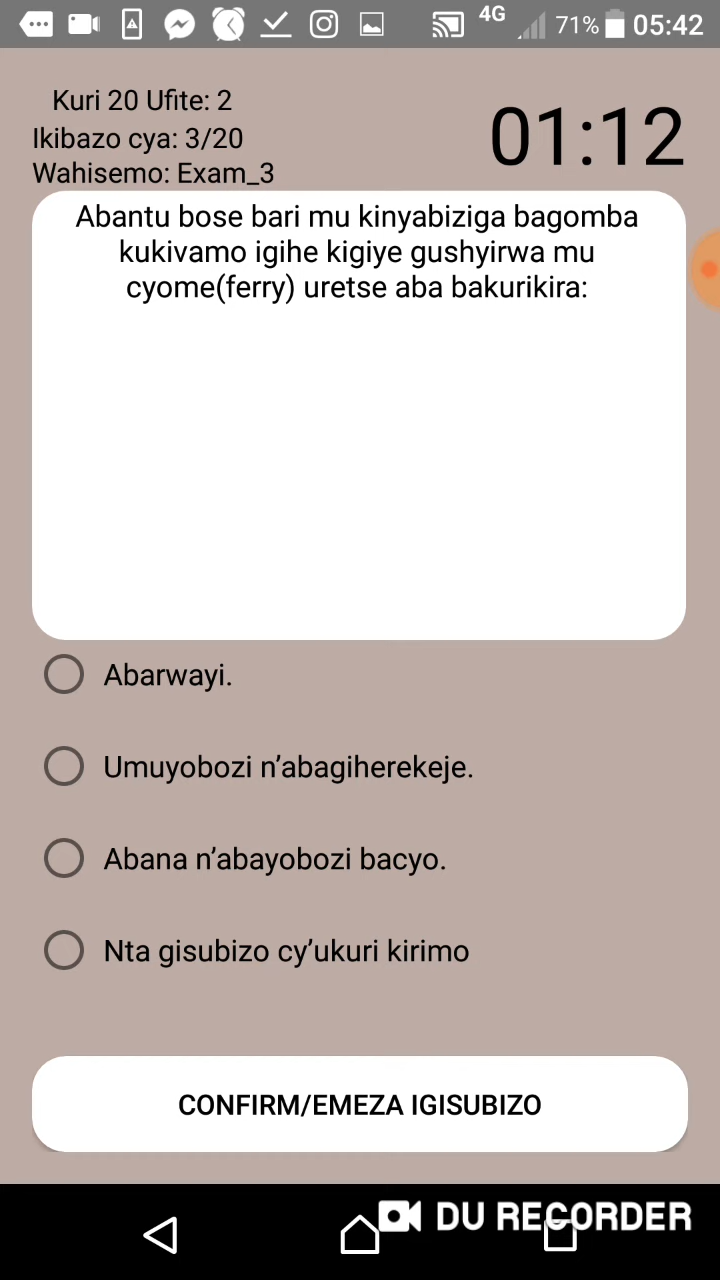 4G
71%
05:42
Kuri 20 Ufite: 2
Ikibazo cya: 3/20
01:12
Wahisemo: Exam_3
Abantu bose bari mu kinyabiziga bagomba
kukivamo igihe kigiye gushyirwa mu
cyome(ferry) uretse aba bakurikira:
Abarwayi.
Umuyobozi n’abagiherekeje.
Abana n’abayobozi bacyo.
Nta gisubizo cy’ukuri kirimo
CONFIRM/EMEZA IGISUBIZO
DU RECORDER